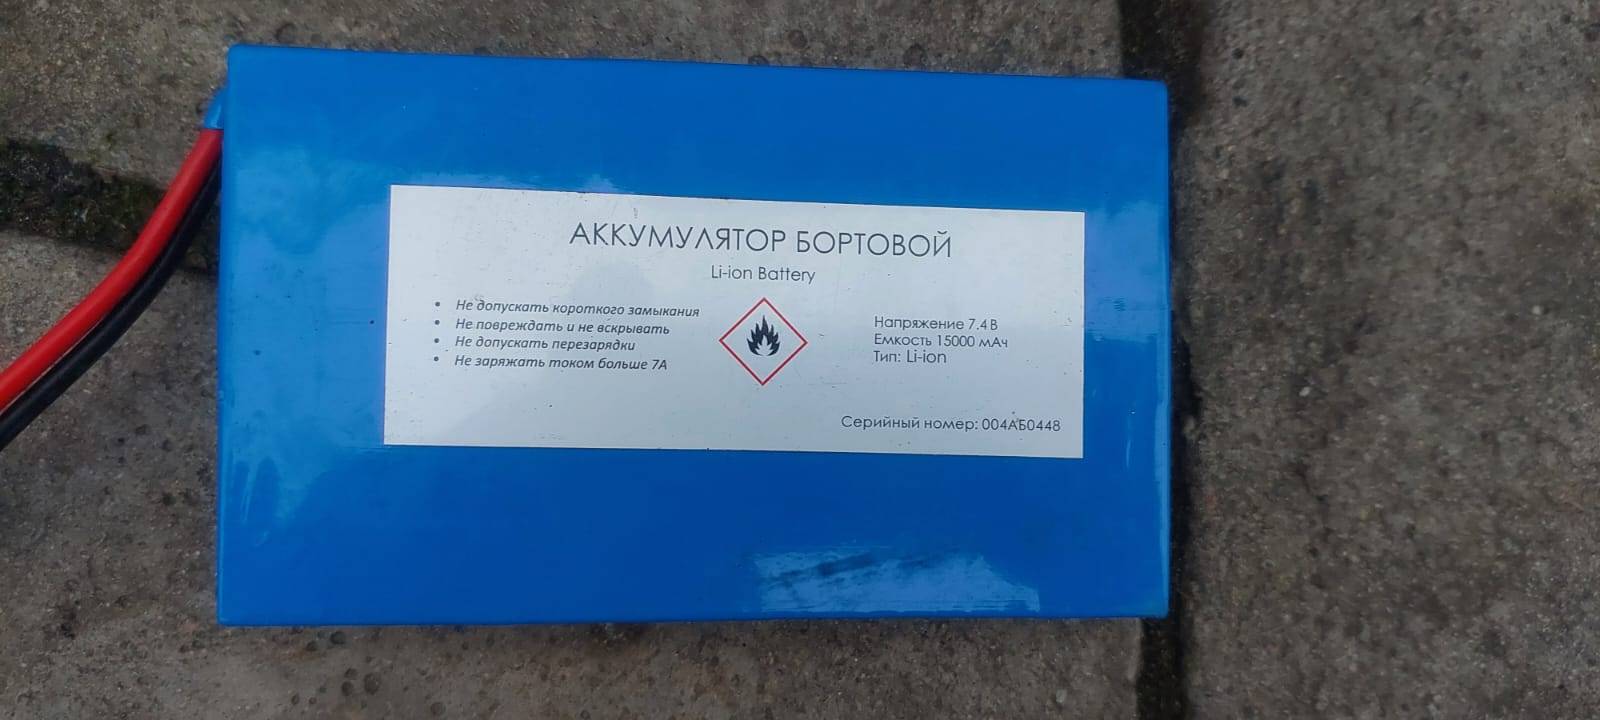 АККУМУЛЯТОР БОРТОВОЙ
Li-ion Battery
• Не допускать короткого замыкания
• Не повреждать и не вскрывать
• Не допускать перезарядки
• Не заряжать током больше 7А
Напряжение 7.4 В
Емкость 15000 мАч
Тип: Li-ion
Серийный номер: 004АБ0448